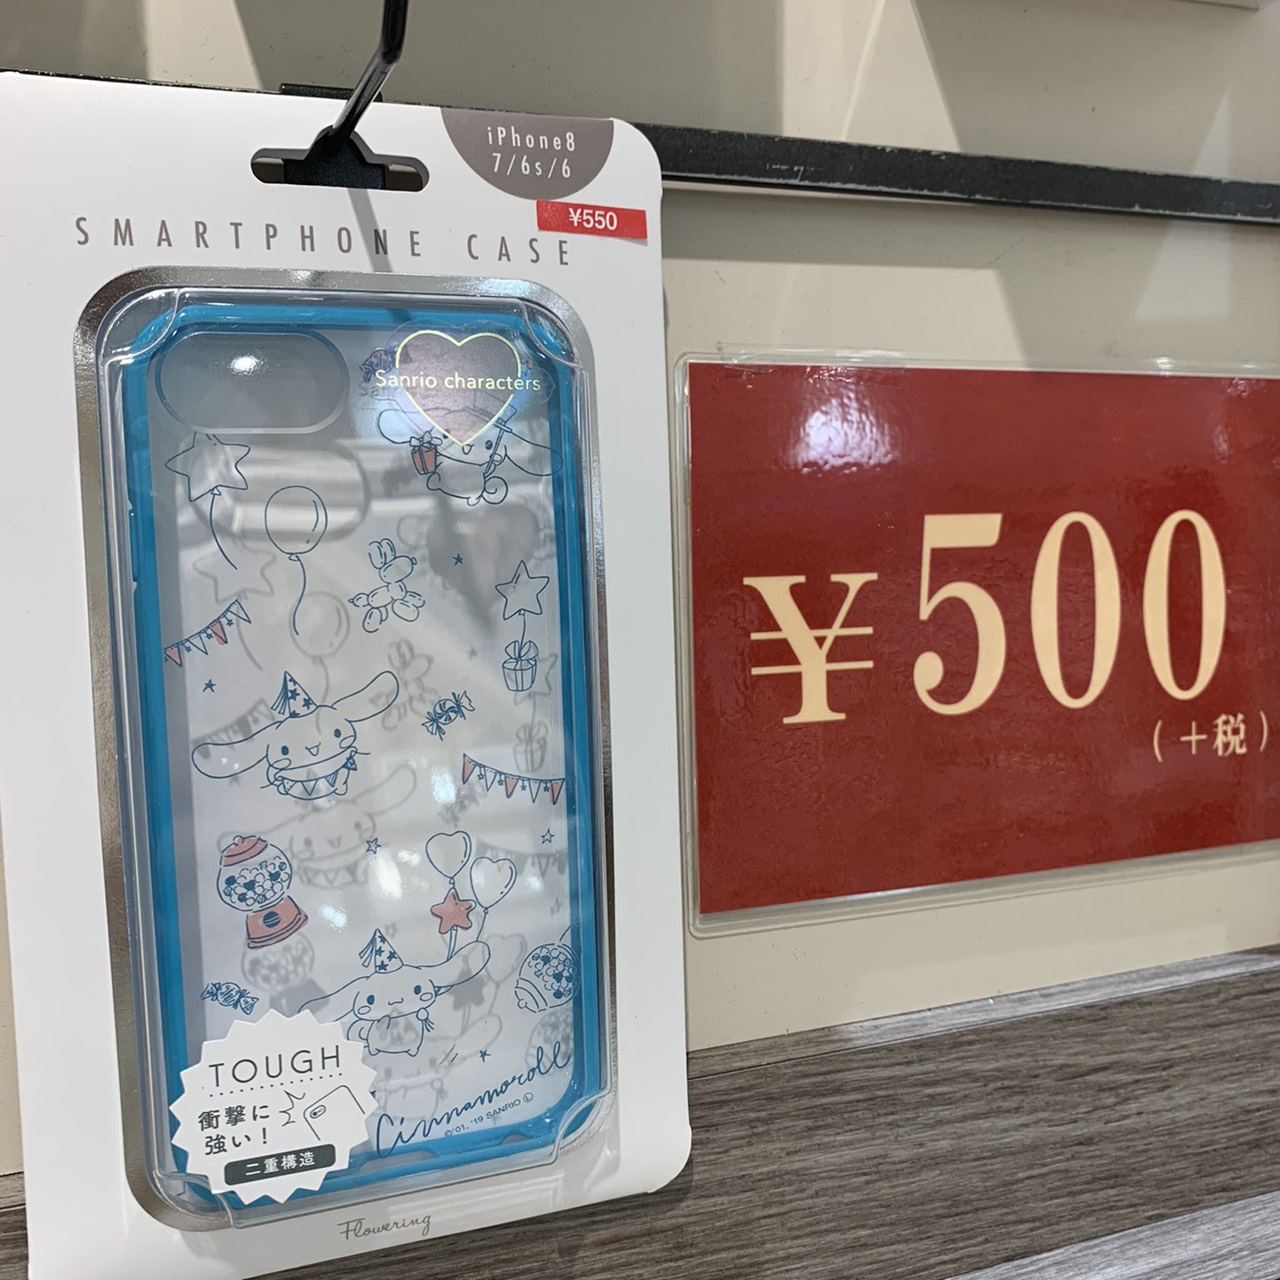 iPhone8
7/6s/6
¥550
SMARTPHONE CASE
Sanrio characters
¥500
(+税)
TOUGH
衝撃に
強い!
二重構造
Cinnamoroll
©'01, '19 SANRIO Ⓛ
Flowering